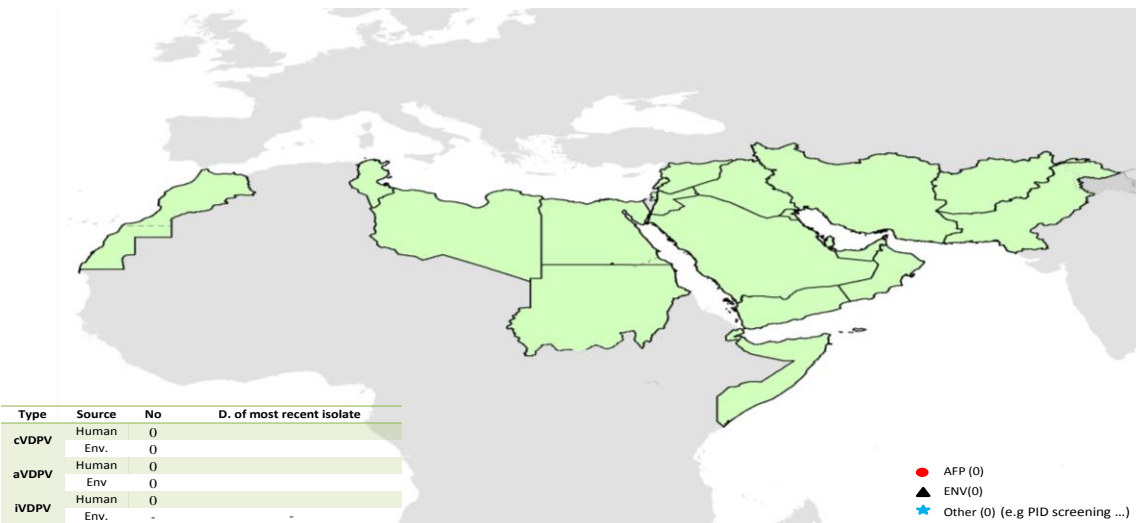 Type Source No D. of most recent isolate
cVDPV Human 0
Env. 0
aVDPV Human 0
Env 0
iVDPV Human 0
Env. - -
AFP (0)
ENV(0)
Other (0) (e.g PID screening ...)